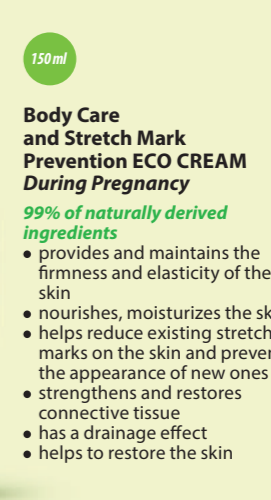 150 ml
Body Care
and Stretch Mark
Prevention ECO CREAM
During Pregnancy
99% of naturally derived
ingredients
• provides and maintains the
firmness and elasticity of the
skin
• nourishes, moisturizes the
• helps reduce existing stretch
marks on the skin and
the appearance of new ones
• strengthens and restores
connective tissue
• has a drainage effect
• helps to restore the skin